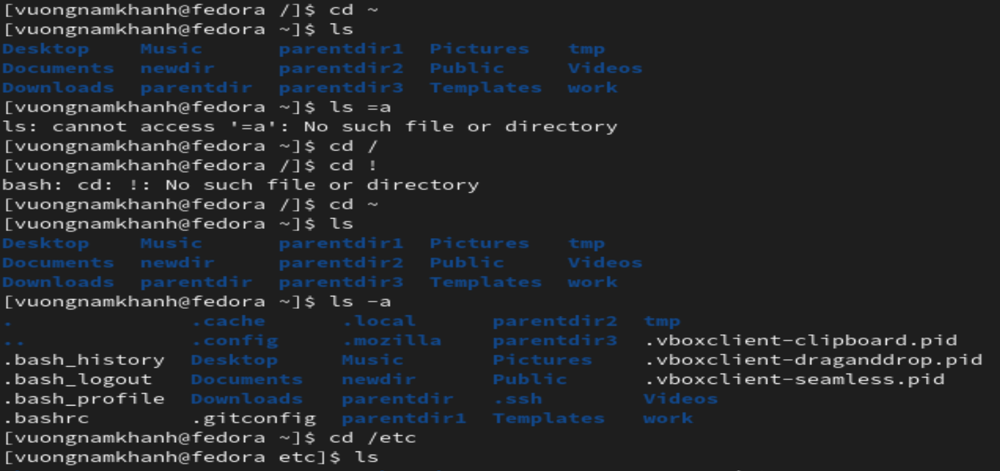 [vuongnamkhanh@fedora /]$ cd ~
[vuongnamkhanh@fedora ~]$ ls
Desktop    Music      parentdir1  Pictures   tmp
Documents  newdir     parentdir2  Public     Videos
Downloads  parentdir  parentdir3  Templates  work
[vuongnamkhanh@fedora ~]$ ls =a
ls: cannot access '=a': No such file or directory
[vuongnamkhanh@fedora ~]$ cd /
[vuongnamkhanh@fedora /]$ cd !
bash: cd: !: No such file or directory
[vuongnamkhanh@fedora /]$ cd ~
[vuongnamkhanh@fedora ~]$ ls
Desktop    Music      parentdir1  Pictures   tmp
Documents  newdir     parentdir2  Public     Videos
Downloads  parentdir  parentdir3  Templates  work
[vuongnamkhanh@fedora ~]$ ls -a
.              .cache      .local      parentdir2  tmp
..             .config     .mozilla    parentdir3  .vboxclient-clipboard.pid
.bash_history  Desktop     Music       Pictures    .vboxclient-draganddrop.pid
.bash_logout   Documents   newdir      Public      .vboxclient-seamless.pid
.bash_profile  Downloads   parentdir   .ssh        Videos
.bashrc        .gitconfig  parentdir1  Templates   work
[vuongnamkhanh@fedora ~]$ cd /etc
[vuongnamkhanh@fedora etc]$ ls